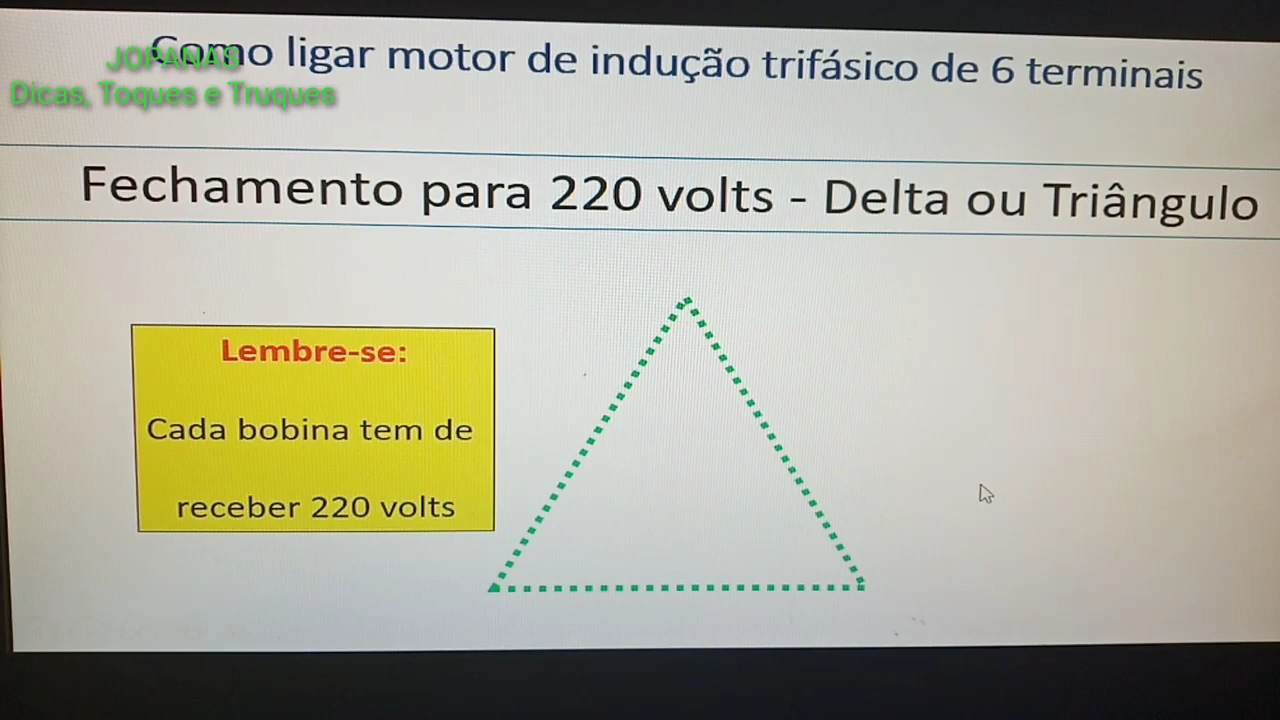 Como ligar motor de indução trifásico de 6 terminais
JOPANAS
Dicas, Toques e Truques
Fechamento para 220 volts - Delta ou Triângulo
Lembre-se:
Cada bobina tem de
receber 220 volts